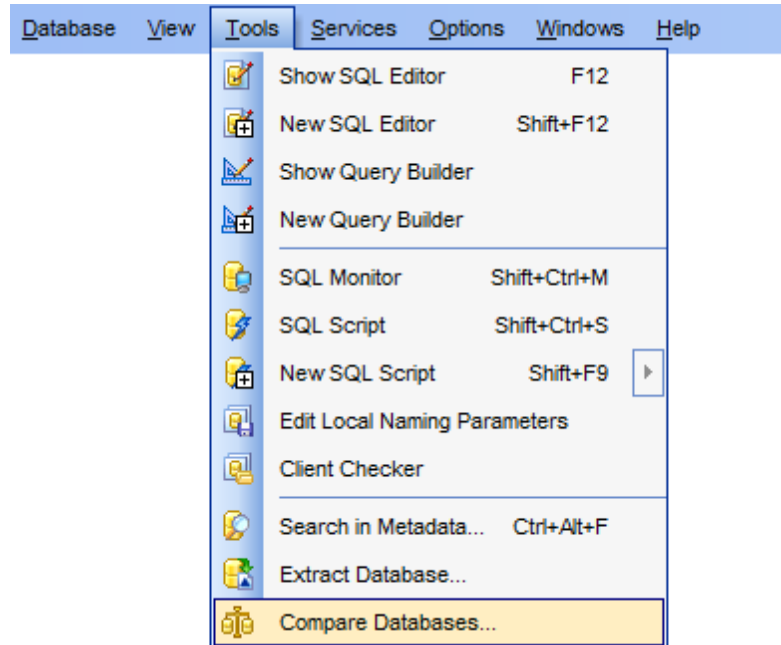 Database View Tools Services Options Windows Help
Show SQL Editor F12
New SQL Editor Shift+F12
Show Query Builder
New Query Builder
SQL Monitor Shift+Ctrl+M
SQL Script Shift+Ctrl+S
New SQL Script Shift+F9
Edit Local Naming Parameters
Client Checker
Search in Metadata... Ctrl+Alt+F
Extract Database...
Compare Databases...